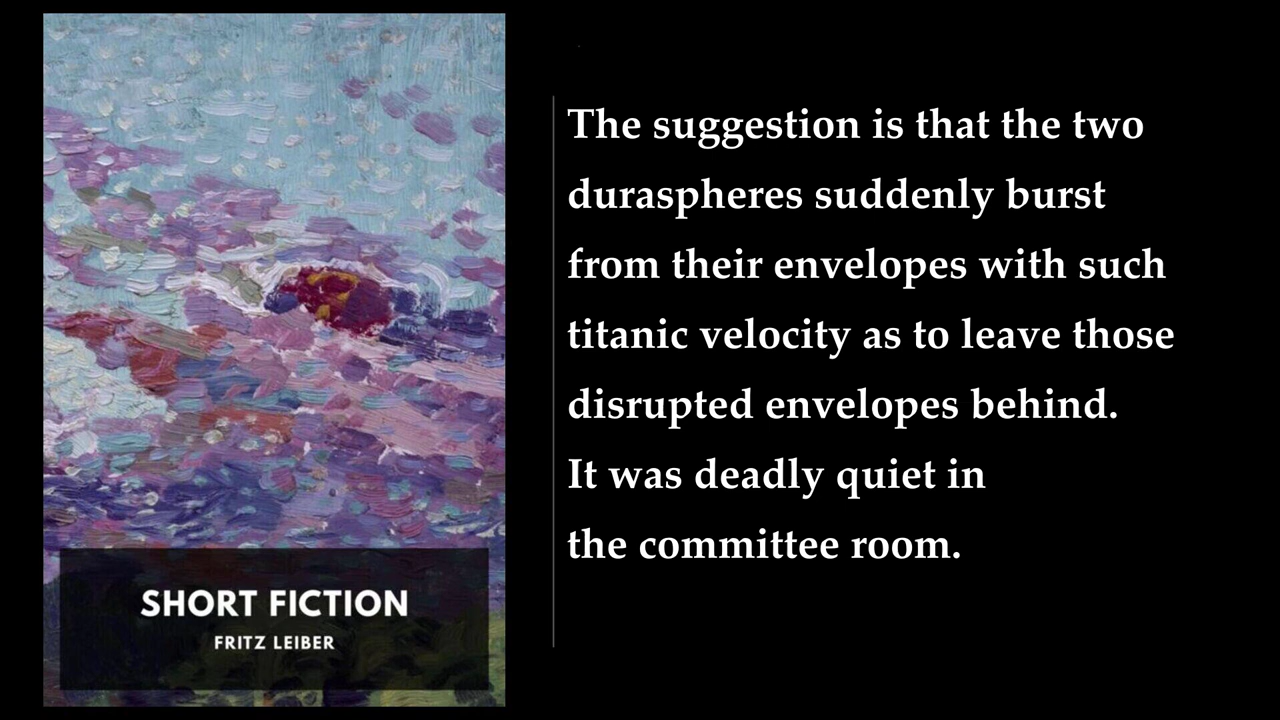 SHORT FICTION
FRITZ LEIBER
The suggestion is that the two
duraspheres suddenly burst
from their envelopes with such
titanic velocity as to leave those
disrupted envelopes behind.
It was deadly quiet in
the committee room.